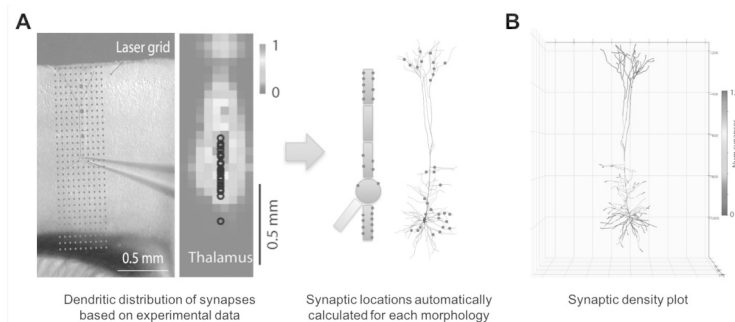 A
B
Laser grid
1
0
0.5 mm
Thalamus
0.5 mm
Dendritic distribution of synapses
based on experimental data
Synaptic locations automatically
calculated for each morphology
Synaptic density plot